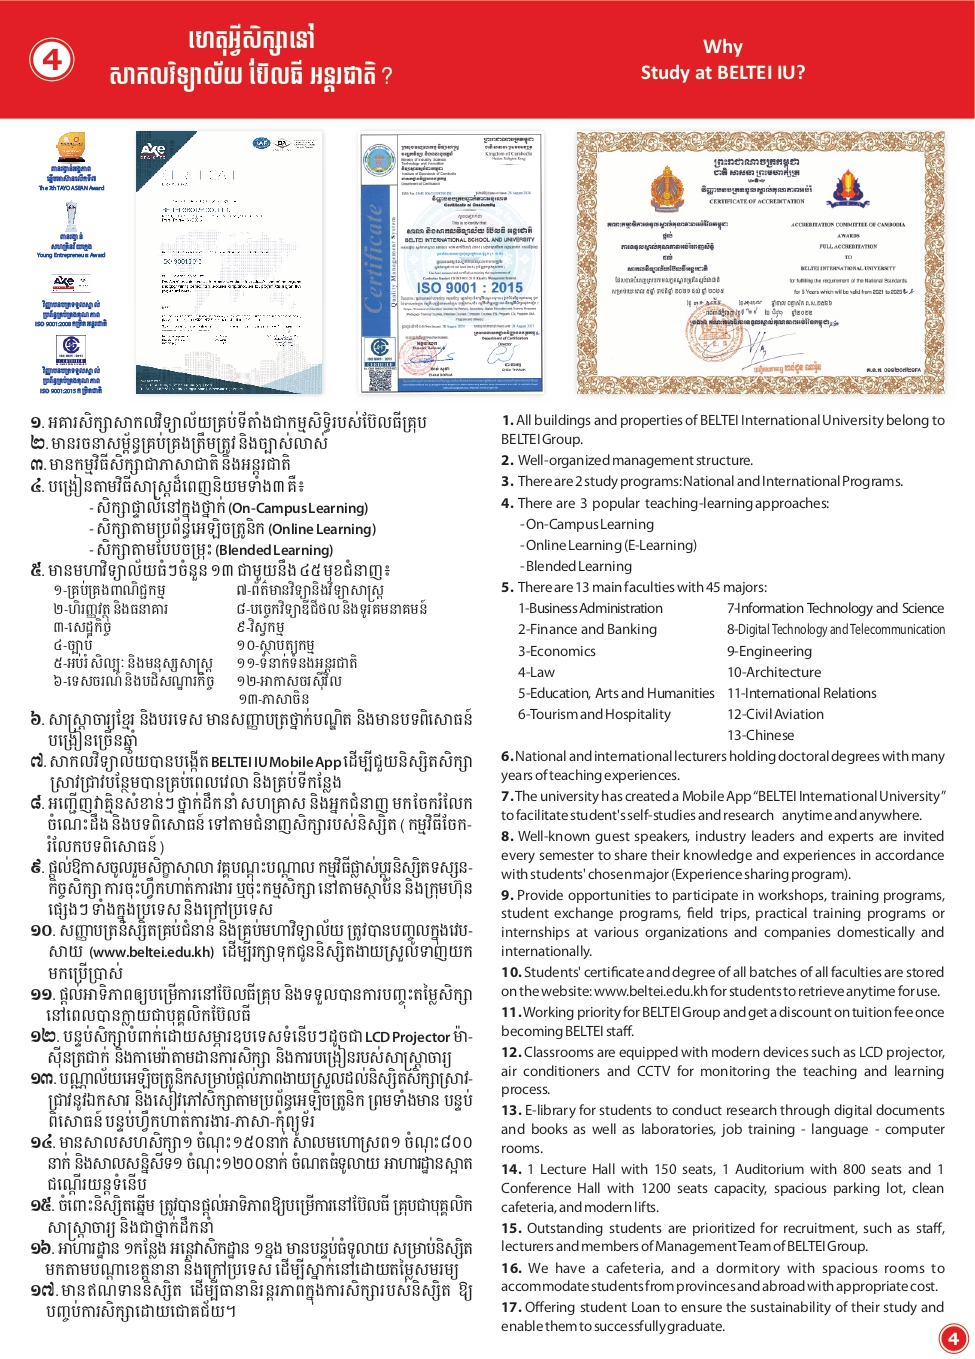 4
ហេតុអ្វីសិក្សានៅ
សាកលវិទ្យាល័យ ប៊ែលធី អន្តរជាតិ ?
Why
Study at BELTEI IU?
The 7th TAYO ASEAN Award
Young Entrepreneurs Award
Axe
ISO 9001:2008
ISO 9001:2015
Axe
ព្រះរាជាណាចក្រកម្ពុជា
Kingdom of Cambodia
Certificate
Quality Management System
Certificate of Conformity
This is to certify that
BELTEI INTERNATIONAL SCHOOL AND UNIVERSITY
ISO 9001 : 2015
ព្រះរាជាណាចក្រកម្ពុជា
ជាតិ សាសនា ព្រះមហាក្សត្រ
CERTIFICATE OF ACCREDITATION
ACCREDITATION COMMITTEE OF CAMBODIA
AWARDS
FULL ACCREDITATION
TO
BELTEI INTERNATIONAL UNIVERSITY
for fulfilling the requirement of the National Standards
for 5 Years which will be valid from 2021 to 2025
១. អគារសិក្សាសាកលវិទ្យាល័យគ្រប់ទីតាំងជាកម្មសិទ្ធិរបស់ប៊ែលធីគ្រុប
២. មានរចនាសម្ព័ន្ធគ្រប់គ្រងត្រឹមត្រូវ និងច្បាស់លាស់
៣. មានកម្មវិធីសិក្សាជាភាសាជាតិ និងអន្តរជាតិ
៤. បង្រៀនតាមវិធីសាស្ត្រដ៏ពេញនិយមទាំង៣ គឺ៖
- សិក្សាផ្ទាល់នៅក្នុងថ្នាក់ (On-Campus Learning)
- សិក្សាតាមប្រព័ន្ធអេឡិចត្រូនិក (Online Learning)
- សិក្សាតាមបែបចម្រុះ (Blended Learning)
៥. មានមហាវិទ្យាល័យធំៗចំនួន ១៣ ជាមួយនឹង ៤៥ មុខជំនាញ៖
១-គ្រប់គ្រងពាណិជ្ជកម្ម ៧-ព័ត៌មានវិទ្យានិងវិទ្យាសាស្ត្រ
២-ហិរញ្ញវត្ថុ និងធនាគារ ៨-បច្ចេកវិទ្យាឌីជីថល និងទូរគមនាគមន៍
៣-សេដ្ឋកិច្ច ៩-វិស្វកម្ម
៤-ច្បាប់ ១០-ស្ថាបត្យកម្ម
៥-អប់រំ សិល្បៈ និងមនុស្សសាស្ត្រ ១១-ទំនាក់ទំនងអន្តរជាតិ
៦-ទេសចរណ៍ និងបដិសណ្ឋារកិច្ច ១២-អាកាសចរស៊ីវិល
១៣-ភាសាចិន
៦. សាស្ត្រាចារ្យខ្មែរ និងបរទេស មានសញ្ញាបត្រថ្នាក់បណ្ឌិត និងមានបទពិសោធន៍
បង្រៀនច្រើនឆ្នាំ
៧. សាកលវិទ្យាល័យបានបង្កើត BELTEI IU Mobile App ដើម្បីជួយនិស្សិតសិក្សា
ស្រាវជ្រាវបន្ថែមបានគ្រប់ពេលវេលា និងគ្រប់ទីកន្លែង
៨. អញ្ជើញវាគ្មិនសំខាន់ៗ ថ្នាក់ដឹកនាំ សហគ្រាស និងអ្នកជំនាញ មកចែករំលែក
ចំណេះដឹង និងបទពិសោធន៍ ទៅតាមជំនាញសិក្សារបស់និស្សិត ( កម្មវិធីចែក-
រំលែកបទពិសោធន៍ )
៩. ផ្តល់ឱកាសចូលរួមសិក្ខាសាលា វគ្គបណ្តុះបណ្តាល កម្មវិធីផ្លាស់ប្តូរនិស្សិតទស្សន-
កិច្ចសិក្សា ការចុះហ្វឹកហាត់ការងារ ឬចុះកម្មសិក្សា នៅតាមស្ថាប័ន និងក្រុមហ៊ុន
ផ្សេងៗ ទាំងក្នុងប្រទេស និងក្រៅប្រទេស
១០. សញ្ញាបត្រនិស្សិតគ្រប់ជំនាន់ និងគ្រប់មហាវិទ្យាល័យ ត្រូវបានបញ្ចូលក្នុងវេប-
សាយ (www.beltei.edu.kh) ដើម្បីរក្សាទុកជូននិស្សិតងាយស្រួលទាញយក
មកប្រើប្រាស់
១១. ផ្តល់អាទិភាពឲ្យបម្រើការនៅប៊ែលធីគ្រុប និងទទួលបានការបញ្ចុះតម្លៃសិក្សា
នៅពេលបានក្លាយជាបុគ្គលិកប៊ែលធី
១២. បន្ទប់សិក្សាបំពាក់ដោយសម្ភារឧបទេសទំនើបៗដូចជា LCD Projector ម៉ា-
ស៊ីនត្រជាក់ និងកាមេរ៉ាតាមដានការសិក្សា និងការបង្រៀនរបស់សាស្ត្រាចារ្យ
១៣. បណ្ណាល័យអេឡិចត្រូនិកសម្រាប់ផ្តល់ភាពងាយស្រួលដល់និស្សិតសិក្សាស្រាវ-
ជ្រាវនូវឯកសារ និងសៀវភៅសិក្សាតាមប្រព័ន្ធអេឡិចត្រូនិក ព្រមទាំងមាន បន្ទប់
ពិសោធន៍ បន្ទប់ហ្វឹកហាត់ការងារ-ភាសា-កុំព្យូទ័រ
១៤. មានសាលសហសិក្សា១ ចំណុះ១៥០នាក់ សាលមហោស្រព១ ចំណុះ៨០០
នាក់ និងសាលសន្និសីទ១ ចំណុះ១២០០នាក់ ចំណតធំទូលាយ អាហារដ្ឋានស្អាត
ជណ្តើរយន្តទំនើប
១៥. ចំពោះនិស្សិតឆ្នើម ត្រូវបានផ្តល់អាទិភាពឱ្យបម្រើការនៅប៊ែលធី គ្រុបជាបុគ្គលិក
សាស្ត្រាចារ្យ និងជាថ្នាក់ដឹកនាំ
១៦. អាហារដ្ឋាន ១កន្លែង អន្តេវាសិកដ្ឋាន ១ខ្នង មានបន្ទប់ធំទូលាយ សម្រាប់និស្សិត
មកតាមបណ្តាខេត្តនានា និងក្រៅប្រទេស ដើម្បីស្នាក់នៅដោយតម្លៃសមរម្យ
១៧. មានឥណទាននិស្សិត ដើម្បីធានានិរន្តរភាពក្នុងការសិក្សារបស់និស្សិត ឱ្យ
បញ្ចប់ការសិក្សាដោយជោគជ័យ។
1. All buildings and properties of BELTEI International University belong to
BELTEI Group.
2. Well-organized management structure.
3. There are 2 study programs: National and International Programs.
4. There are 3 popular teaching-learning approaches:
- On-Campus Learning
- Online Learning (E-Learning)
- Blended Learning
5. There are 13 main faculties with 45 majors:
1-Business Administration 7-Information Technology and Science
2-Finance and Banking 8-Digital Technology and Telecommunication
3-Economics 9-Engineering
4-Law 10-Architecture
5-Education, Arts and Humanities 11-International Relations
6-Tourism and Hospitality 12-Civil Aviation
13-Chinese
6. National and international lecturers holding doctoral degrees with many
years of teaching experiences.
7. The university has created a Mobile App “BELTEI International University”
to facilitate student's self-studies and research anytime and anywhere.
8. Well-known guest speakers, industry leaders and experts are invited
every semester to share their knowledge and experiences in accordance
with students' chosen major (Experience sharing program).
9. Provide opportunities to participate in workshops, training programs,
student exchange programs, field trips, practical training programs or
internships at various organizations and companies domestically and
internationally.
10. Students' certificate and degree of all batches of all faculties are stored
on the website: www.beltei.edu.kh for students to retrieve anytime for use.
11. Working priority for BELTEI Group and get a discount on tuition fee once
becoming BELTEI staff.
12. Classrooms are equipped with modern devices such as LCD projector,
air conditioners and CCTV for monitoring the teaching and learning
process.
13. E-library for students to conduct research through digital documents
and books as well as laboratories, job training - language - computer
rooms.
14. 1 Lecture Hall with 150 seats, 1 Auditorium with 800 seats and 1
Conference Hall with 1200 seats capacity, spacious parking lot, clean
cafeteria, and modern lifts.
15. Outstanding students are prioritized for recruitment, such as staff,
lecturers and members of Management Team of BELTEI Group.
16. We have a cafeteria, and a dormitory with spacious rooms to
accommodate students from provinces and abroad with appropriate cost.
17. Offering student Loan to ensure the sustainability of their study and
enable them to successfully graduate.
4